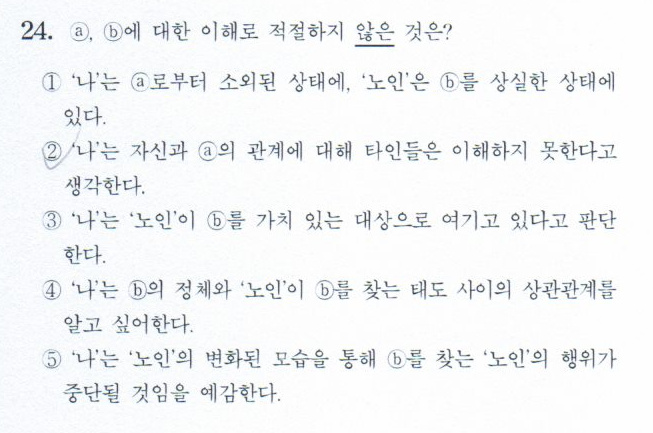 24. ⓐ, ⓑ에 대한 이해로 적절하지 않은 것은?
① ‘나’는 ⓐ로부터 소외된 상태에, ‘노인’은 ⓑ를 상실한 상태에
있다.
② ‘나’는 자신과 ⓐ의 관계에 대해 타인들은 이해하지 못한다고
생각한다.
③ ‘나’는 ‘노인’이 ⓑ를 가치 있는 대상으로 여기고 있다고 판단
한다.
④ ‘나’는 ⓑ의 정체와 ‘노인’이 ⓑ를 찾는 태도 사이의 상관관계를
알고 싶어한다.
⑤ ‘나’는 ‘노인’의 변화된 모습을 통해 ⓑ를 찾는 ‘노인’의 행위가
중단될 것임을 예감한다.